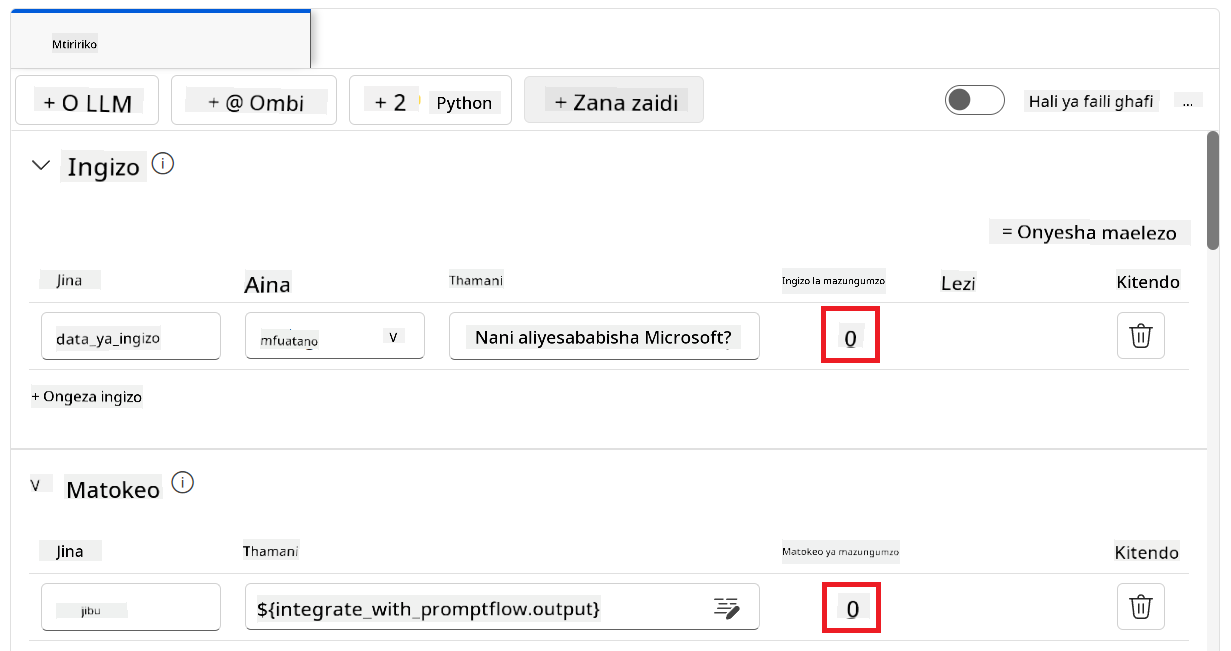 Mtiririko
+ O LLM + @ Ombi + 2 Python + Zana zaidi Hali ya faili ghafi ...
Ingizo
= Onyesha maelezo
Jina Aina Thamani Ingizo la mazungumzo Lezi Kitendo
data_ya_ingizo mfuatano V Nani aliyesababisha Microsoft? 0
+ Ongeza ingizo
V Matokeo
Jina Thamani Matokeo ya mazungumzo Kitendo
jibu ${integrate_with_promptflow.output} 0